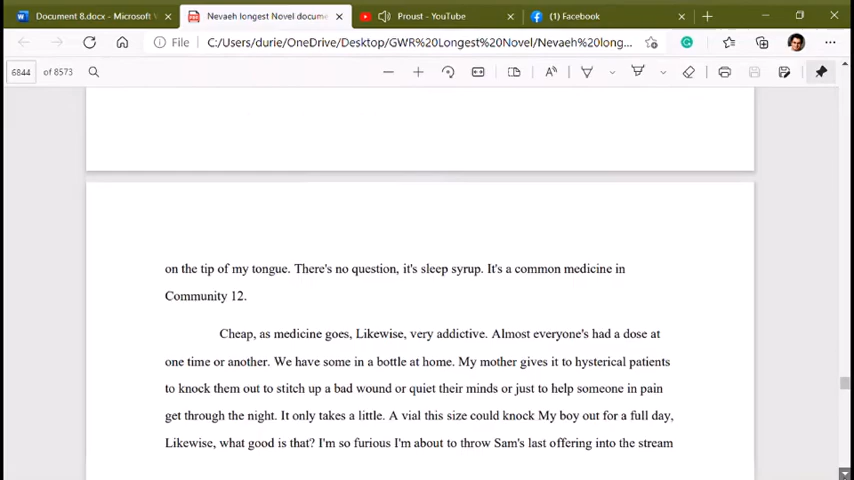 Document 8.docx - Microsoft W
Nevaeh longest Novel docume
Proust - YouTube
(1) Facebook
File
C:/Users/durie/OneDrive/Desktop/GWR%20Longest%20Novel/Nevaeh%20long...
6844 of 8573
on the tip of my tongue. There's no question, it's sleep syrup. It's a common medicine in
Community 12.
Cheap, as medicine goes, Likewise, very addictive. Almost everyone's had a dose at
one time or another. We have some in a bottle at home. My mother gives it to hysterical patients
to knock them out to stitch up a bad wound or quiet their minds or just to help someone in pain
get through the night. It only takes a little. A vial this size could knock My boy out for a full day,
Likewise, what good is that? I'm so furious I'm about to throw Sam's last offering into the stream